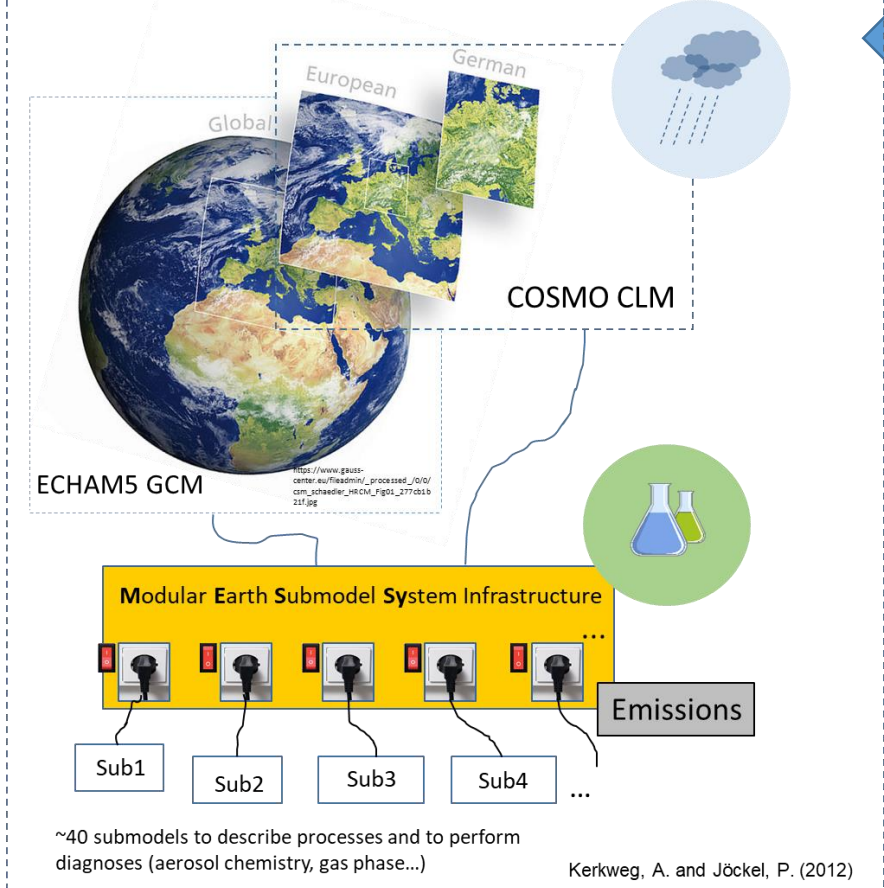 German
European
Global
COSMO CLM
ECHAM5 GCM
https://www.gauss-
center.eu/fileadmin/_processed_/0/0/
csm_schaedler_HRCM_Fig01_277cb1b
21f.jpg
Modular Earth Submodel System Infrastructure
...
Emissions
Sub1
Sub2
Sub3
Sub4
...
~40 submodels to describe processes and to perform
diagnoses (aerosol chemistry, gas phase...)
Kerkweg, A. and Jöckel, P. (2012)